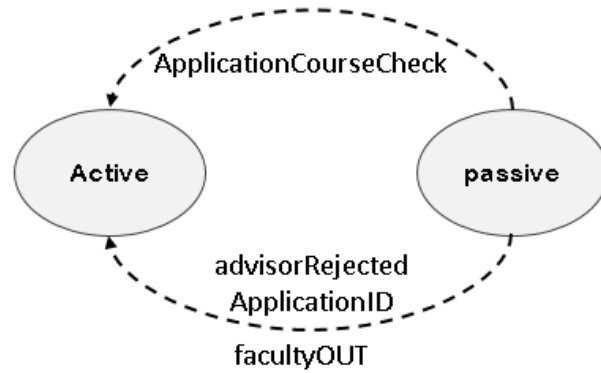 ApplicationCourseCheck
Active
passive
advisorRejected
ApplicationID
facultyOUT